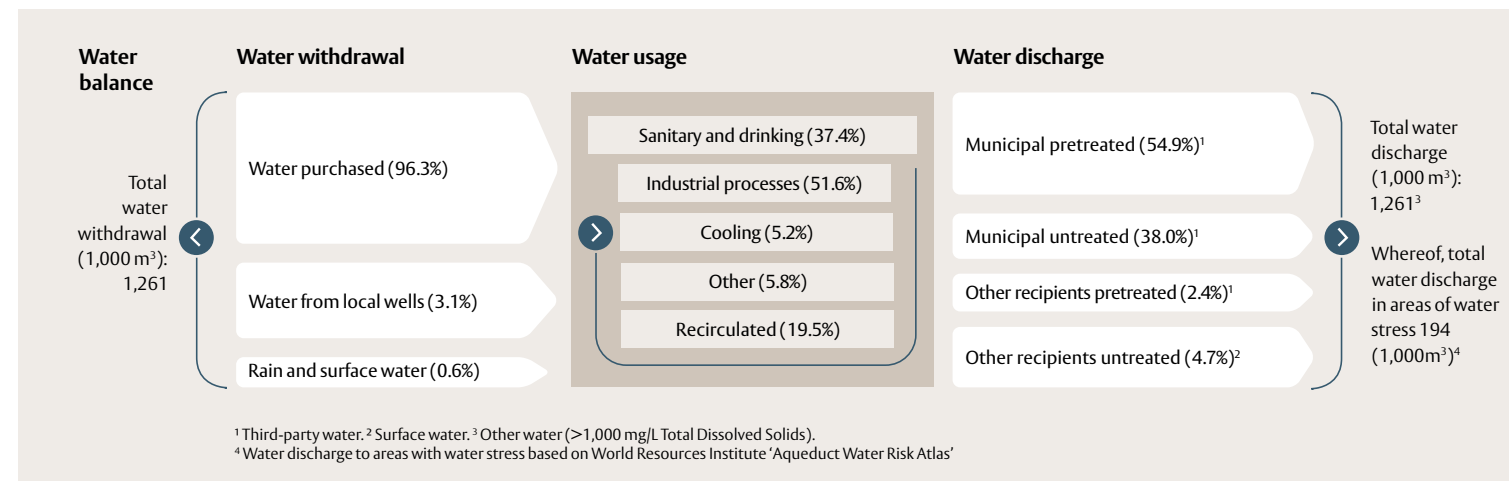 Water
balance
Total
water
withdrawal
(1,000 m³):
1,261
Water withdrawal
Water purchased (96.3%)
Water from local wells (3.1%)
Rain and surface water (0.6%)
Water usage
Sanitary and drinking (37.4%)
Industrial processes (51.6%)
Cooling (5.2%)
Other (5.8%)
Recirculated (19.5%)
Water discharge
Municipal pretreated (54.9%)¹
Municipal untreated (38.0%)¹
Other recipients pretreated (2.4%)¹
Other recipients untreated (4.7%)²
Total water
discharge
(1,000 m³):
1,261³
Whereof, total
water discharge
in areas of water
stress 194
(1,000m³)⁴
¹ Third-party water. ² Surface water. ³ Other water (>1,000 mg/L Total Dissolved Solids).
⁴ Water discharge to areas with water stress based on World Resources Institute ‘Aqueduct Water Risk Atlas’